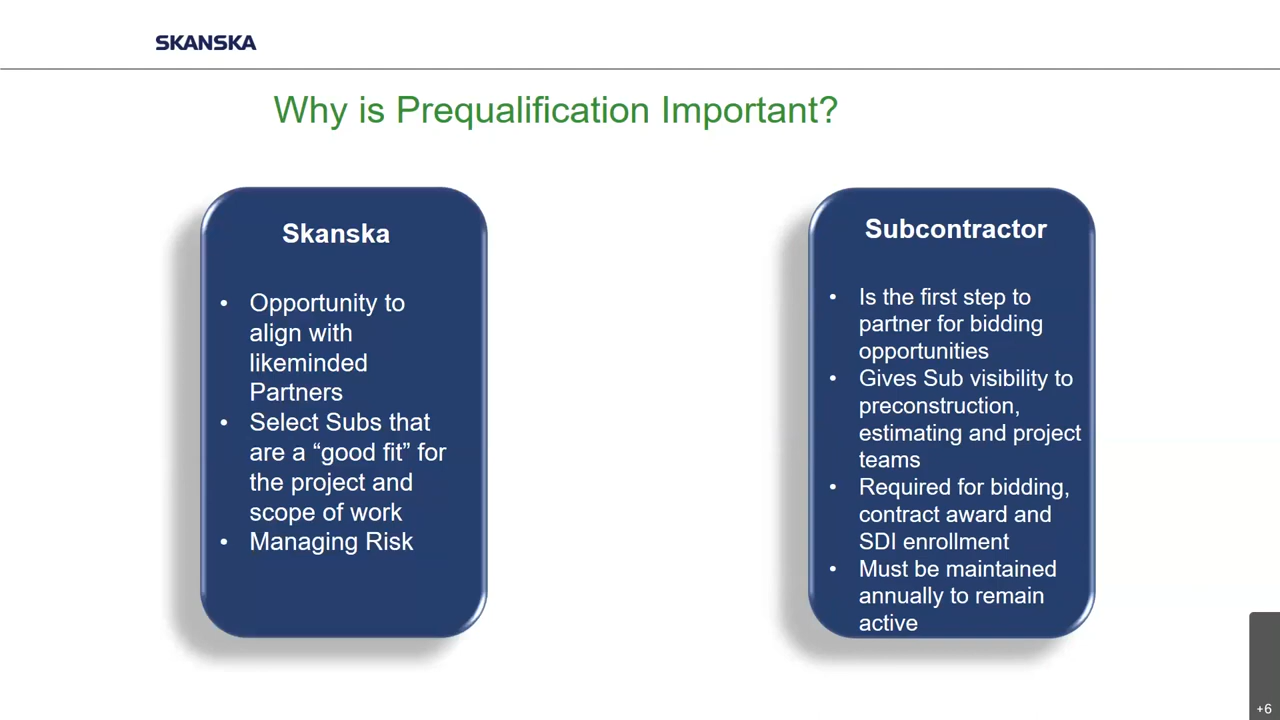 SKANSKA
Why is Prequalification Important?
Skanska
• Opportunity to
align with
likeminded
Partners
• Select Subs that
are a “good fit” for
the project and
scope of work
• Managing Risk
Subcontractor
• Is the first step to
partner for bidding
opportunities
• Gives Sub visibility to
preconstruction,
estimating and project
teams
• Required for bidding,
contract award and
SDI enrollment
• Must be maintained
annually to remain
active
+6